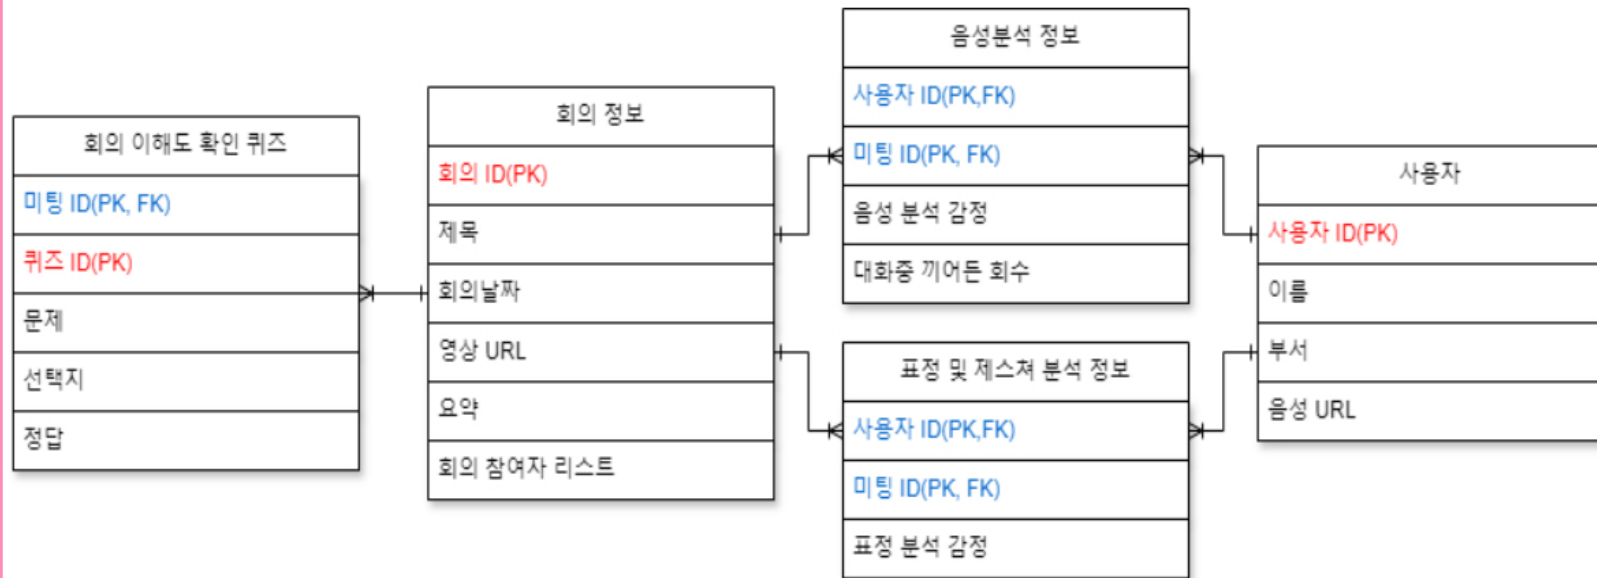 회의 이해도 확인 퀴즈
미팅 ID(PK, FK)
퀴즈 ID(PK)
문제
선택지
정답
회의 정보
회의 ID(PK)
제목
회의날짜
영상 URL
요약
회의 참여자 리스트
음성분석 정보
사용자 ID(PK,FK)
미팅 ID(PK, FK)
음성 분석 감정
대화중 끼어든 회수
표정 및 제스쳐 분석 정보
사용자 ID(PK,FK)
미팅 ID(PK, FK)
표정 분석 감정
사용자
사용자 ID(PK)
이름
부서
음성 URL